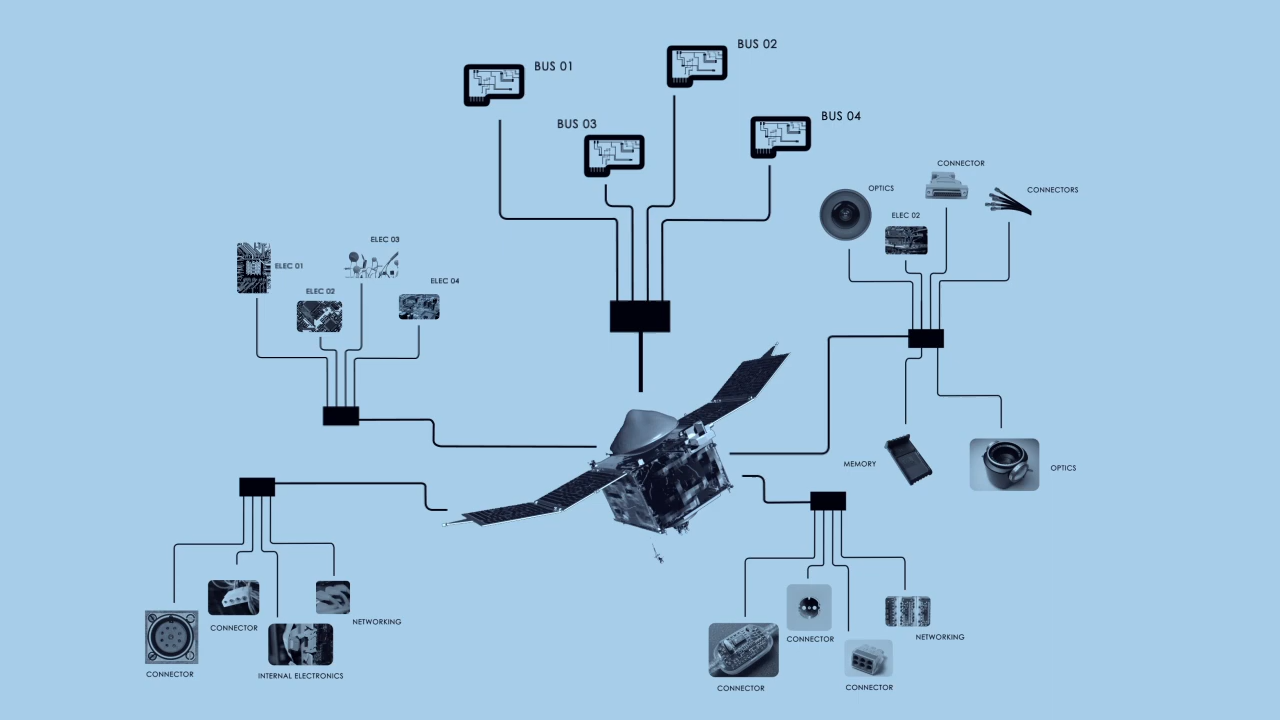 BUS 02
BUS 01
BUS 04
BUS 03
CONNECTOR
OPTICS
CONNECTORS
ELEC 02
ELEC 03
ELEC 01
ELEC 04
ELEC 02
MEMORY
OPTICS
NETWORKING
CONNECTOR
INTERNAL ELECTRONICS
CONNECTOR
NETWORKING
CONNECTOR
CONNECTOR
CONNECTOR